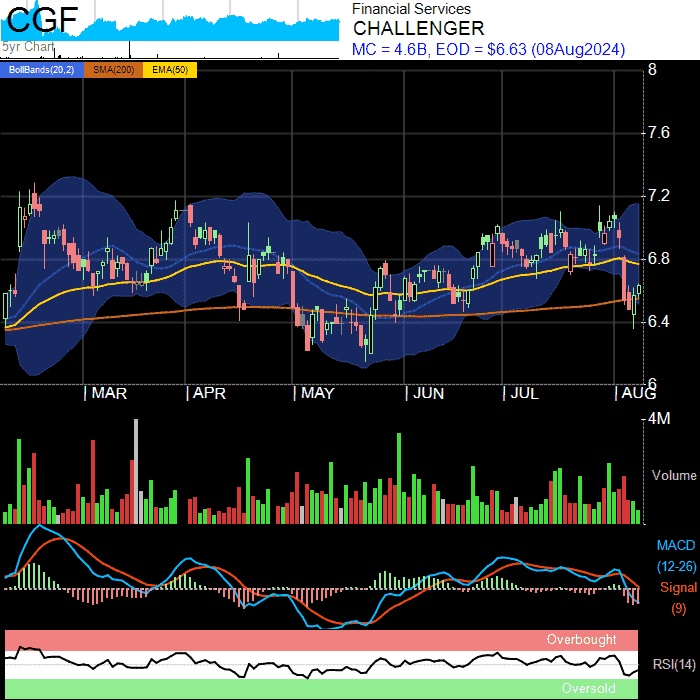 CGF
5yr Chart
Financial Services
CHALLENGER
MC = 4.6B, EOD = $6.63 (08Aug2024)
BollBands(20,2) SMA(200) EMA(50)
8
7.6
7.2
6.8
6.4
6
MAR APR MAY JUN JUL AUG
4M
Volume
MACD
(12-26)
Signal
(9)
Overbought
RSI(14)
Oversold